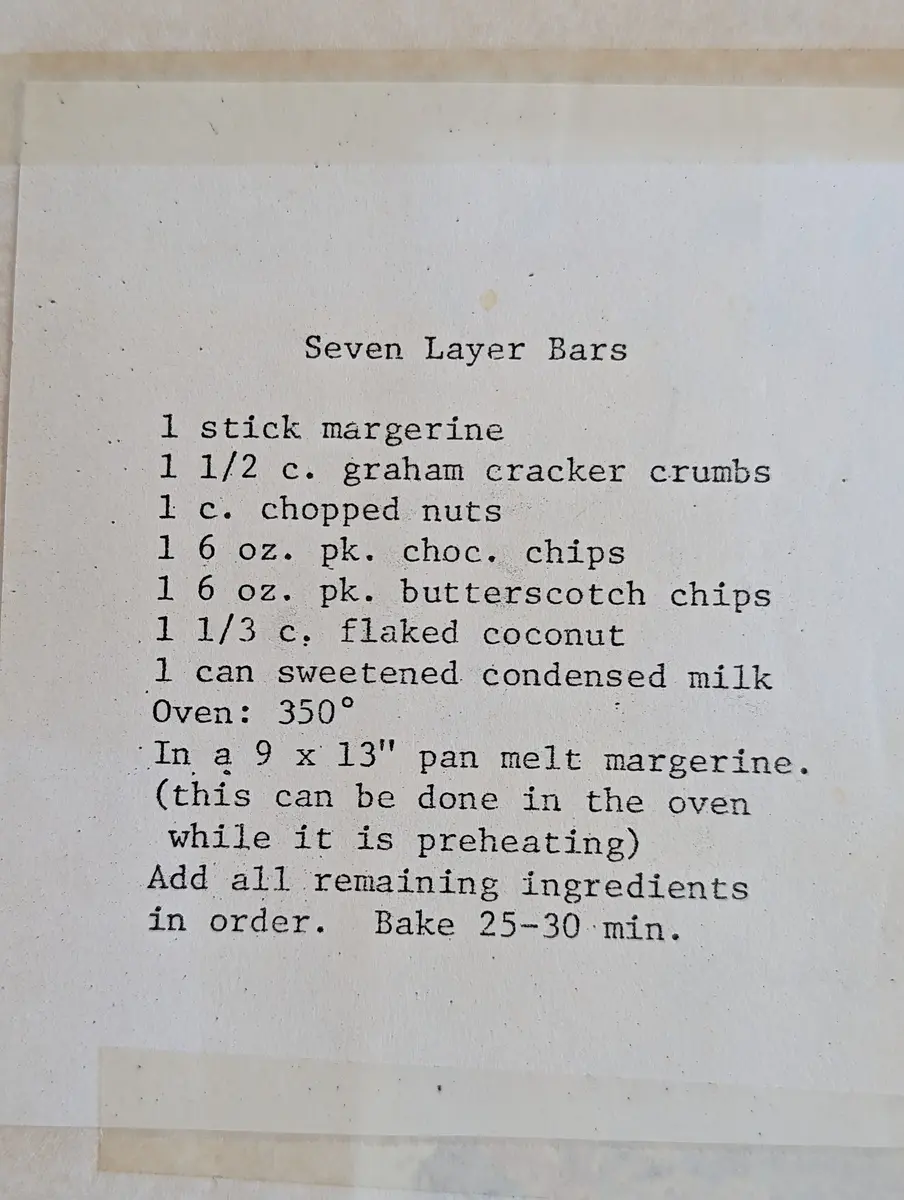 Seven Layer Bars
1 stick margerine
1 1/2 c. graham cracker crumbs
1 c. chopped nuts
1 6 oz. pk. choc. chips
1 6 oz. pk. butterscotch chips
1 1/3 c. flaked coconut
1 can sweetened condensed milk
Oven: 350°
In a 9 x 13" pan melt margerine.
(this can be done in the oven
while it is preheating)
Add all remaining ingredients
in order. Bake 25-30 min.